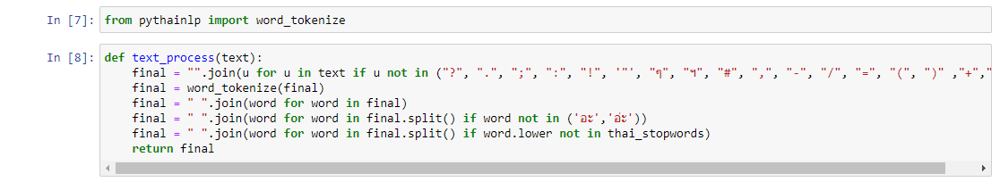 In [7]: from pythainlp import word_tokenize
In [8]: def text_process(text):
final = "".join(u for u in text if u not in ("?", ".", ";", ":", "!", '"', "ๆ", "ฯ", "#", ",", "-", "/", "=", "(", ")" ,"+","
final = word_tokenize(final)
final = " ".join(word for word in final)
final = " ".join(word for word in final.split() if word not in ('อะ','อ่ะ'))
final = " ".join(word for word in final.split() if word.lower not in thai_stopwords)
return final